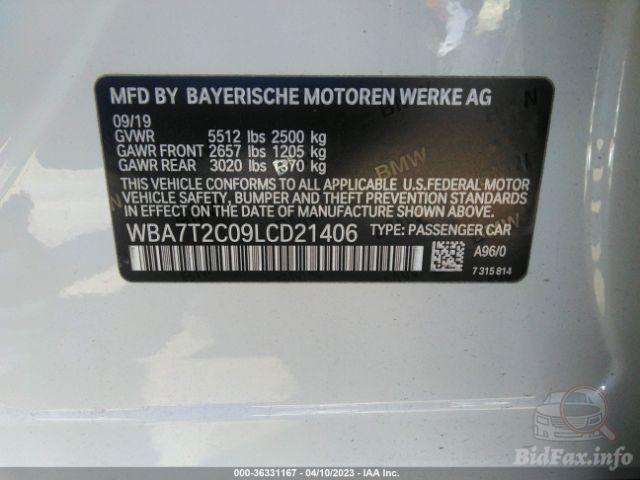 MFD BY BAYERISCHE MOTOREN WERKE AG
09/19
GVWR 5512 lbs 2500 kg
GAWR FRONT 2657 lbs 1205 kg
GAWR REAR 3020 lbs 1370 kg
THIS VEHICLE CONFORMS TO ALL APPLICABLE U.S.FEDERAL MOTOR
VEHICLE SAFETY, BUMPER AND THEFT PREVENTION STANDARDS
IN EFFECT ON THE DATE OF MANUFACTURE SHOWN ABOVE.
WBA7T2C09LCD21406 TYPE: PASSENGER CAR
A96/0
7 315 814
BMW
BidFax.info
000-36331167 - 04/10/2023 - IAA Inc.